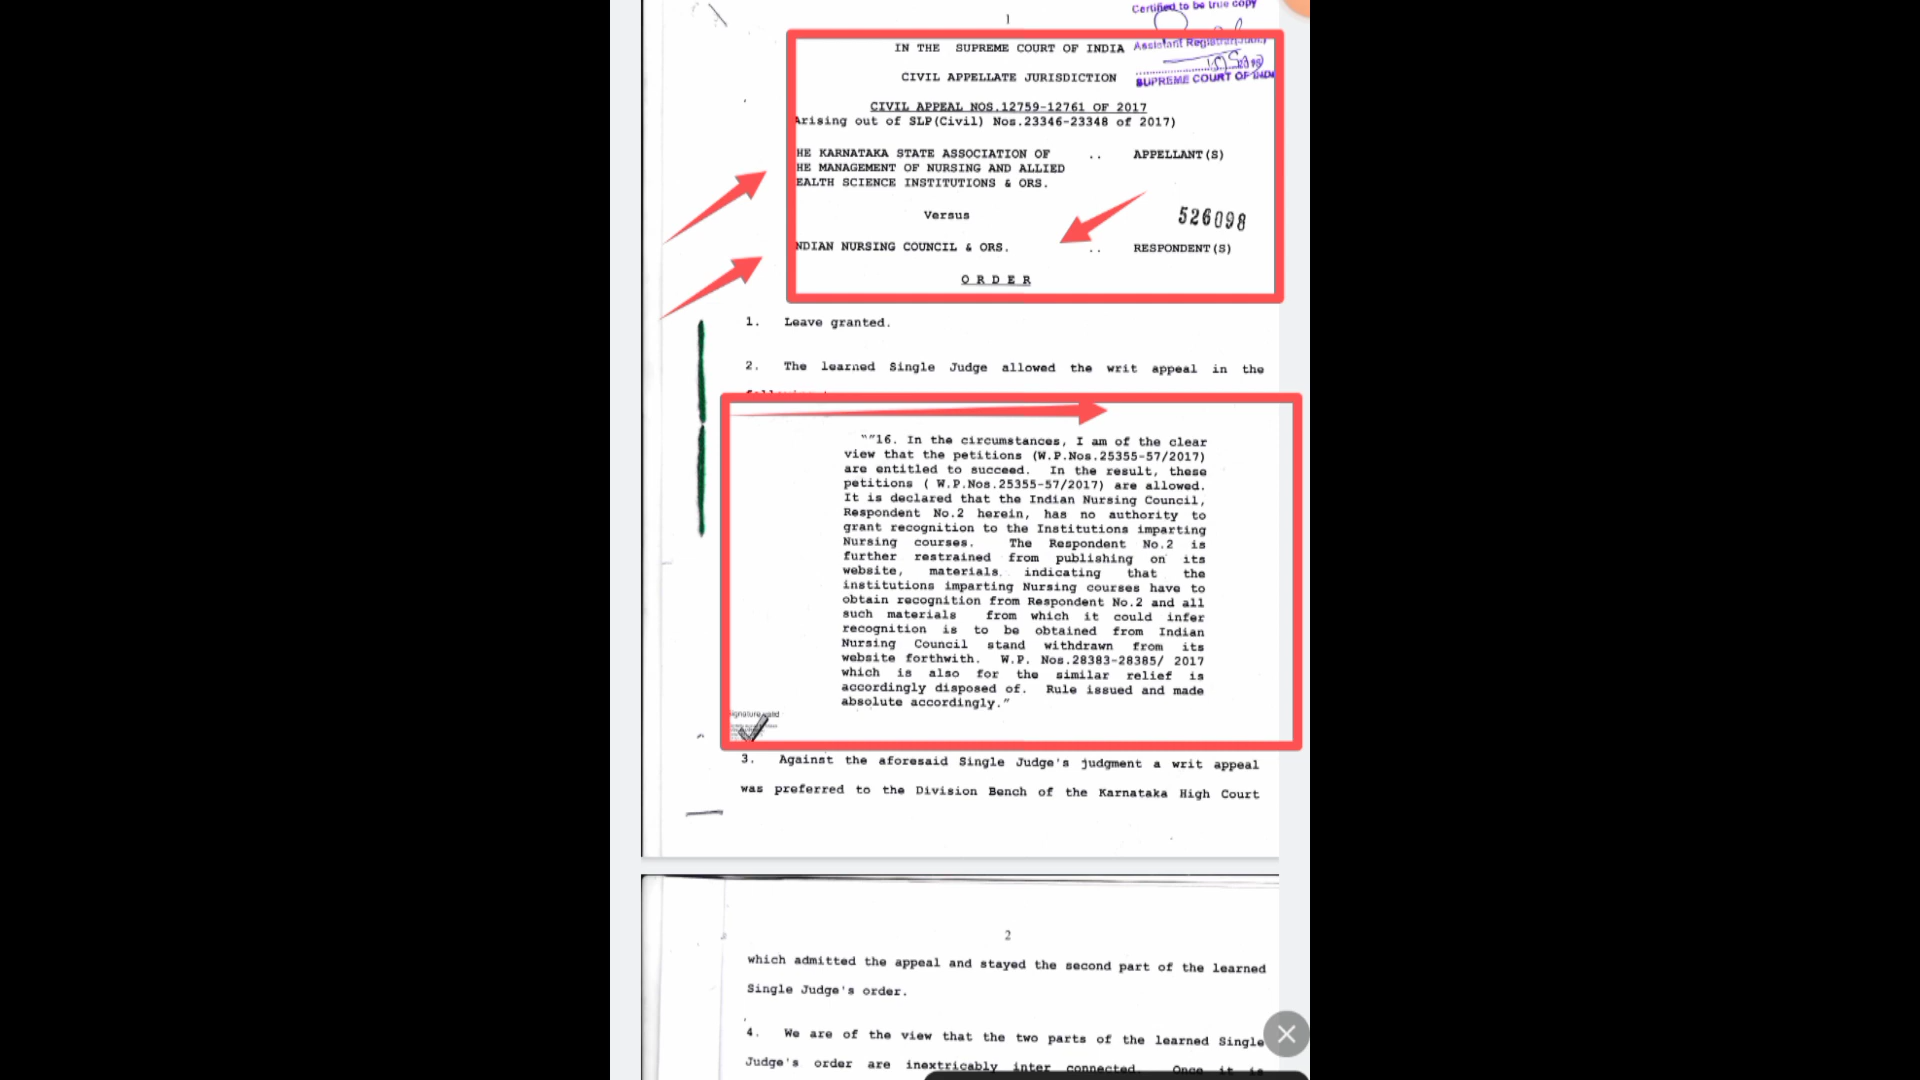 1
Certified to be true copy
Assistant Registrar
SUPREME COURT OF INDI
IN THE SUPREME COURT OF INDIA
CIVIL APPELLATE JURISDICTION
CIVIL APPEAL NOS.12759-12761 OF 2017
Arising out of SLP(Civil) Nos.23346-23348 of 2017)
HE KARNATAKA STATE ASSOCIATION OF .. APPELLANT(S)
HE MANAGEMENT OF NURSING AND ALLIED
EALTH SCIENCE INSTITUTIONS & ORS.
Versus
526098
NDIAN NURSING COUNCIL & ORS. .. RESPONDENT(S)
O R D E R
1. Leave granted.
2. The learned Single Judge allowed the writ appeal in the
""16. In the circumstances, I am of the clear
view that the petitions (W.P.Nos.25355-57/2017)
are entitled to succeed. In the result, these
petitions ( W.P.Nos.25355-57/2017) are allowed.
It is declared that the Indian Nursing Council,
Respondent No.2 herein, has no authority to
grant recognition to the Institutions imparting
Nursing courses. The Respondent No.2 is
further restrained from publishing on its
website, materials indicating that the
institutions imparting Nursing courses have to
obtain recognition from Respondent No.2 and all
such materials from which it could infer
recognition is to be obtained from Indian
Nursing Council stand withdrawn from its
website forthwith. W.P. Nos.28383-28385/ 2017
which is also for the similar relief is
accordingly disposed of. Rule issued and made
absolute accordingly."
3. Against the aforesaid Single Judge's judgment a writ appeal
was preferred to the Division Bench of the Karnataka High Court
2
which admitted the appeal and stayed the second part of the learned
Single Judge's order.
4. We are of the view that the two parts of the learned Single
Judge's order are inextricably inter connected. Once it is